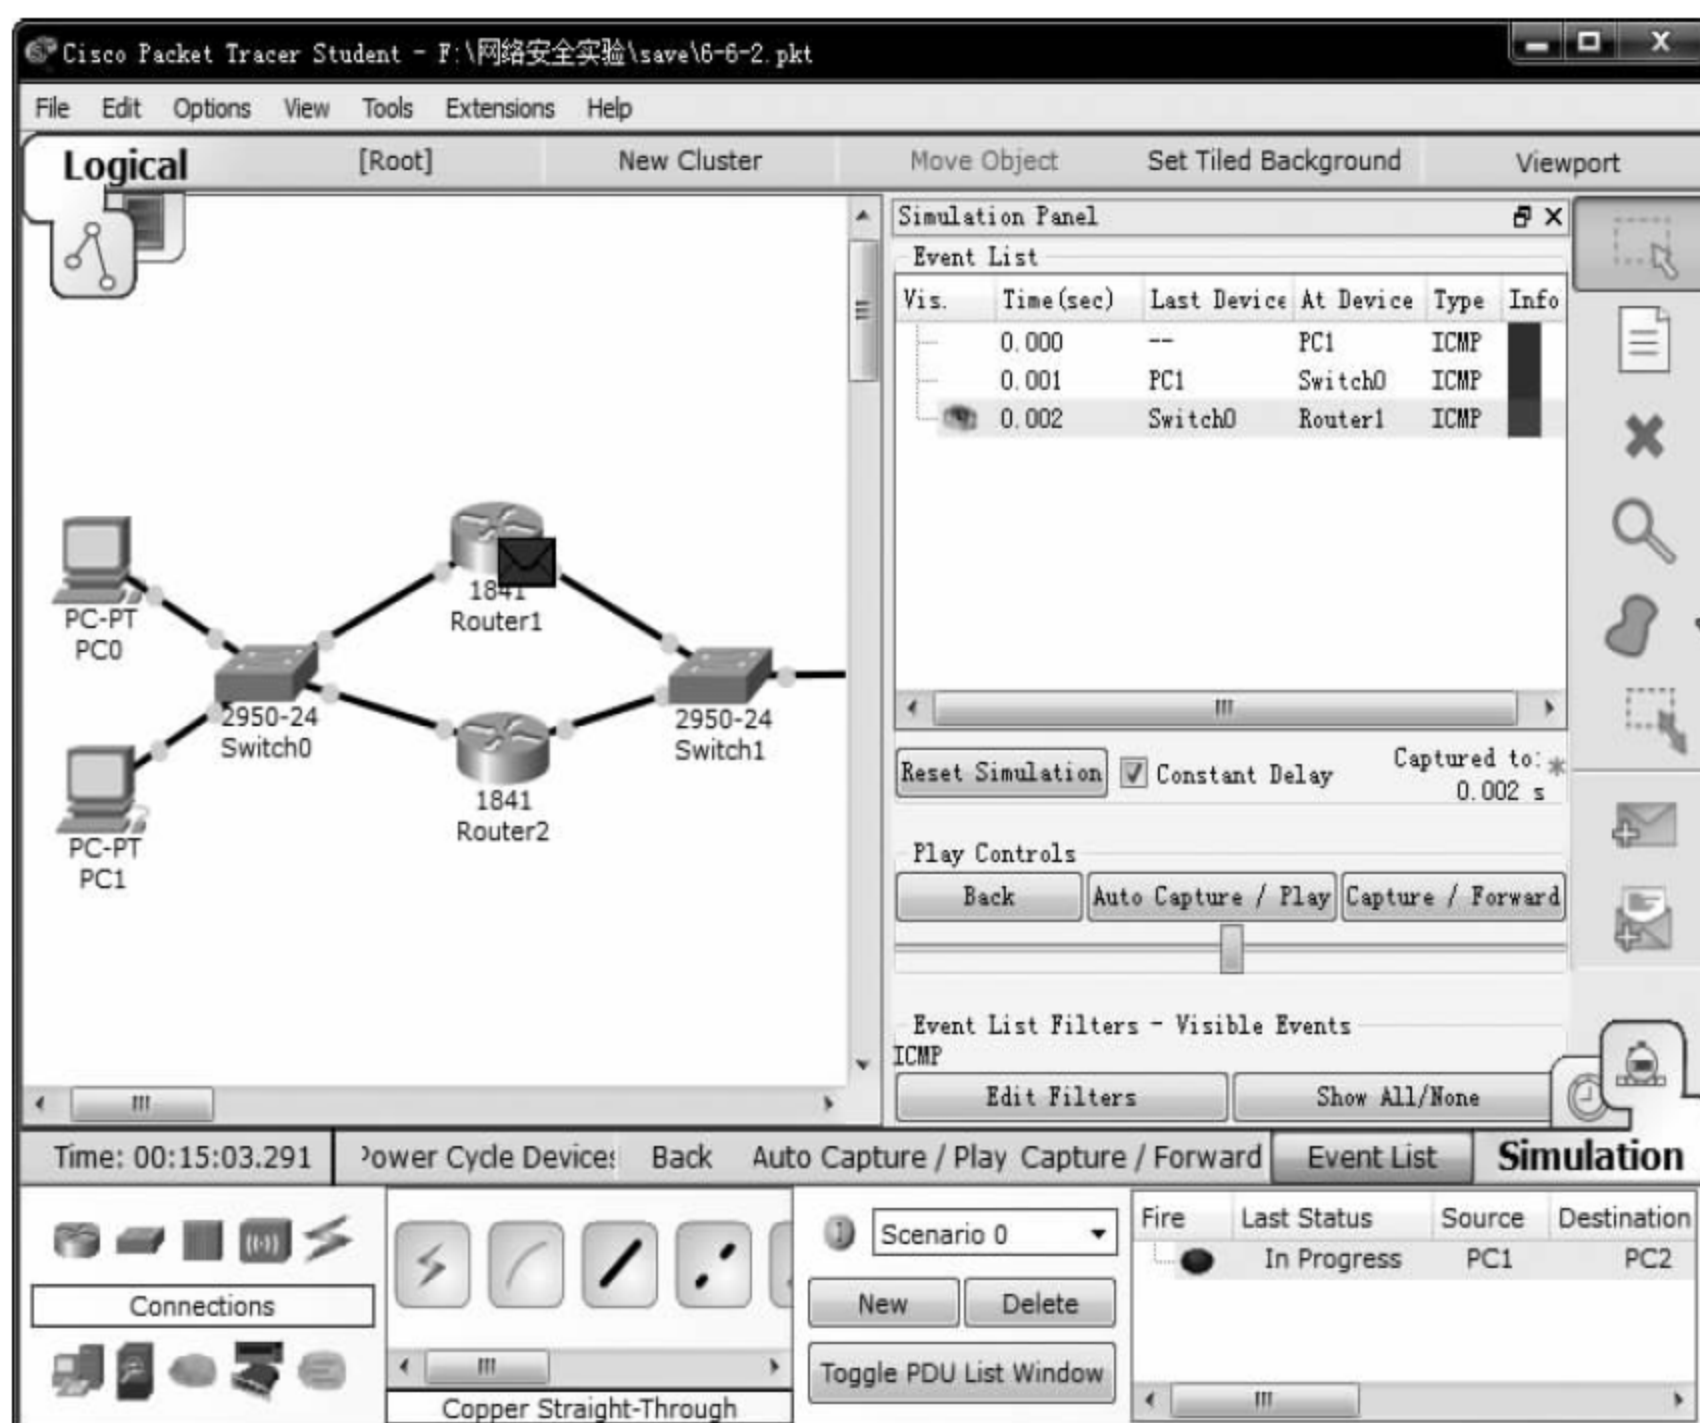 Cisco Packet Tracer Student - F:\网络安全实验\save\6-6-2.pkt
File Edit Options View Tools Extensions Help
Logical [Root] New Cluster Move Object Set Tiled Background Viewport
Simulation Panel
Event List
Vis. Time(sec) Last Device At Device Type Info
0.000 -- PC1 ICMP
0.001 PC1 Switch0 ICMP
0.002 Switch0 Router1 ICMP
1841
Router1
PC-PT
PC0
2950-24
Switch0
2950-24
Switch1
1841
Router2
PC-PT
PC1
Reset Simulation Constant Delay Captured to: *
0.002 s
Play Controls
Back Auto Capture / Play Capture / Forward
Event List Filters - Visible Events
ICMP
Edit Filters Show All/None
Time: 00:15:03.291 Power Cycle Devices Back Auto Capture / Play Capture / Forward Event List Simulation
Connections
Copper Straight-Through
Scenario 0
New Delete
Toggle PDU List Window
Fire Last Status Source Destination
In Progress PC1 PC2